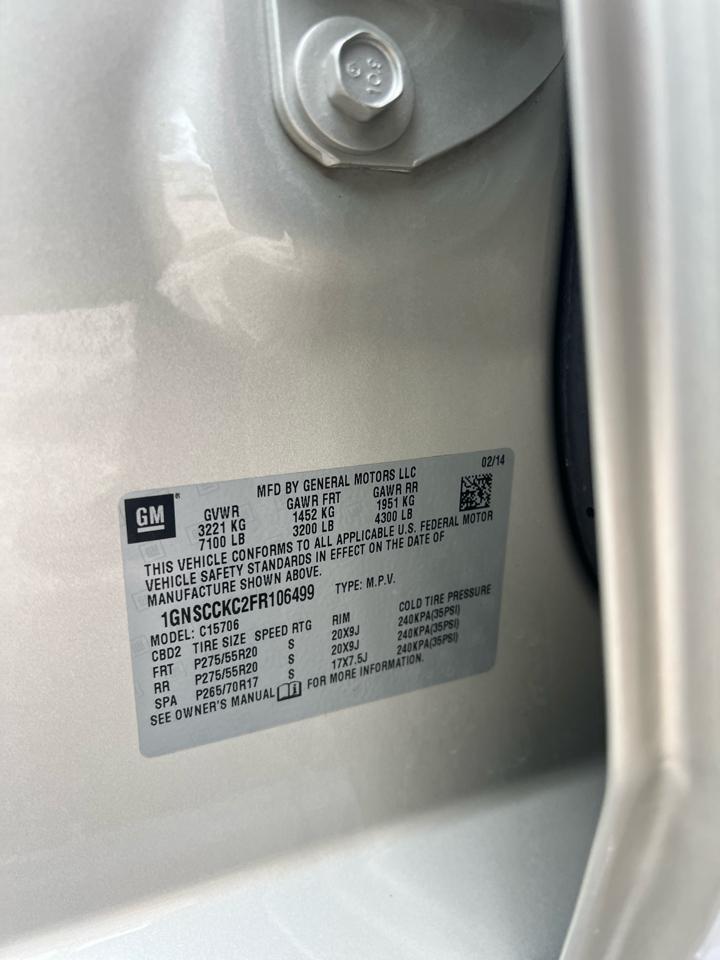 MFD BY GENERAL MOTORS LLC 02/14
GM®
GVWR GAWR FRT GAWR RR
3221 KG 1452 KG 1951 KG
7100 LB 3200 LB 4300 LB
THIS VEHICLE CONFORMS TO ALL APPLICABLE U.S. FEDERAL MOTOR
VEHICLE SAFETY STANDARDS IN EFFECT ON THE DATE OF
MANUFACTURE SHOWN ABOVE.
1GNSCCKC2FR106499 TYPE: M.P.V.
MODEL: C15706
CBD2 TIRE SIZE SPEED RTG RIM COLD TIRE PRESSURE
FRT P275/55R20 S 20X9J 240KPA(35PSI)
RR P275/55R20 S 20X9J 240KPA(35PSI)
SPA P265/70R17 S 17X7.5J 240KPA(35PSI)
SEE OWNER'S MANUAL FOR MORE INFORMATION.